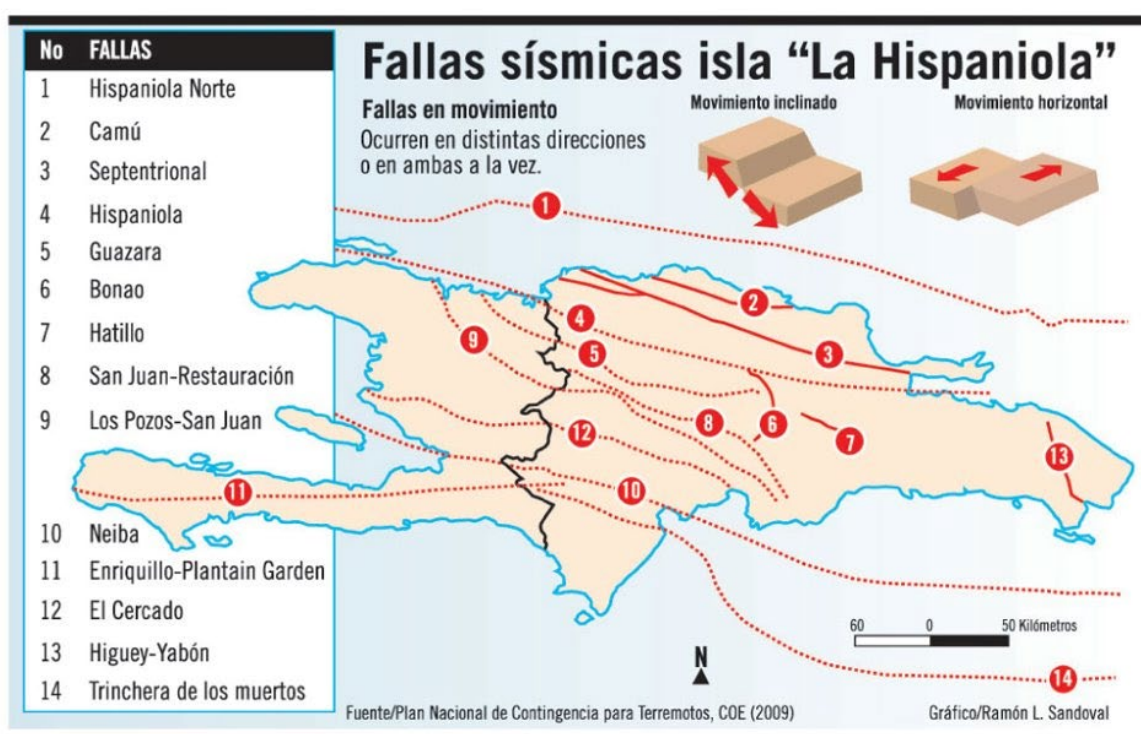 No FALLAS
1 Hispaniola Norte
2 Camú
3 Septentrional
4 Hispaniola
5 Guazara
6 Bonao
7 Hatillo
8 San Juan-Restauración
9 Los Pozos-San Juan
10 Neiba
11 Enriquillo-Plantain Garden
12 El Cercado
13 Higuey-Yabón
14 Trinchera de los muertos
Fallas sísmicas isla “La Hispaniola”
Fallas en movimiento
Ocurren en distintas direcciones
o en ambas a la vez.
Movimiento inclinado
Movimiento horizontal
1
2
4
3
9
5
8
6
12
7
13
11
10
60 0 50 Kilómetros
N
14
Fuente/Plan Nacional de Contingencia para Terremotos, COE (2009)
Gráfico/Ramón L. Sandoval